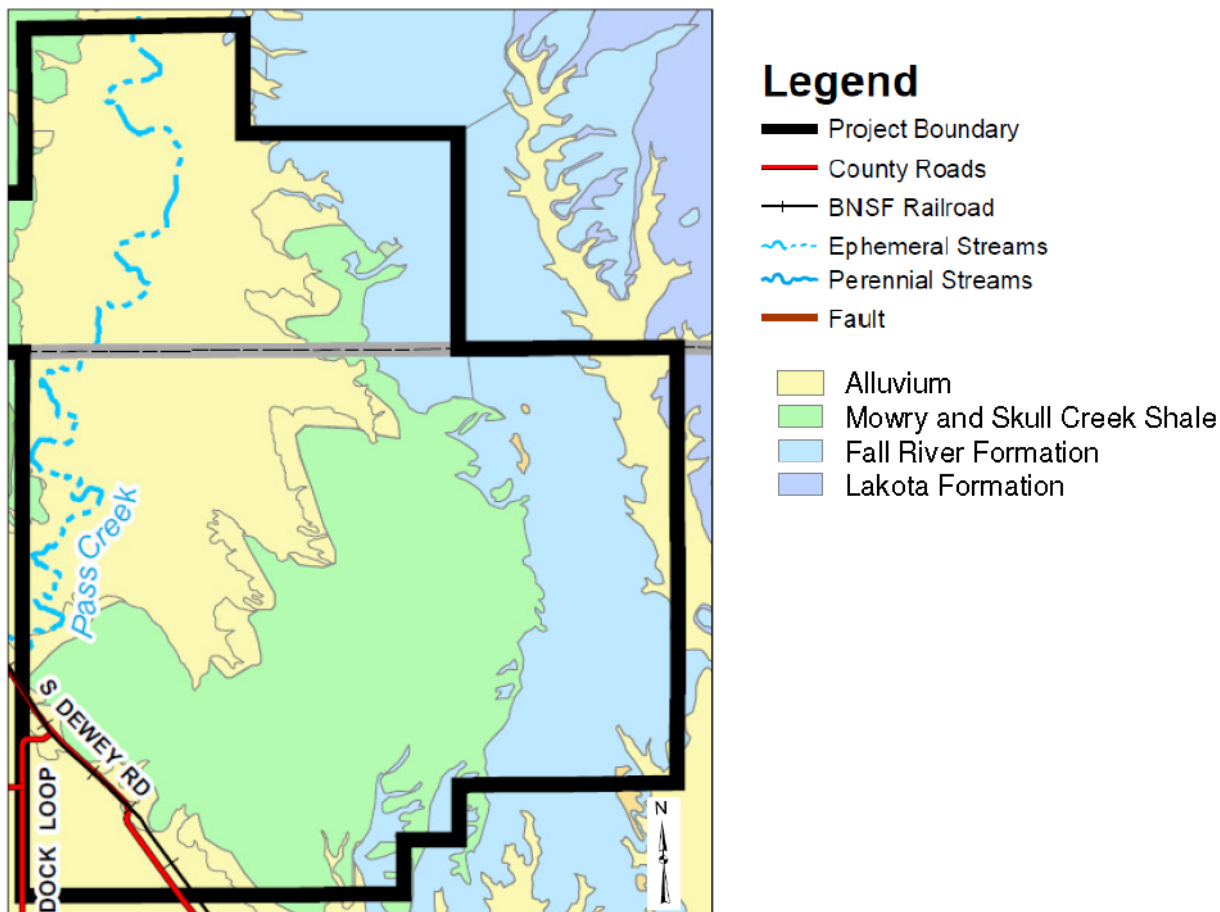 Legend
Project Boundary
County Roads
BNSF Railroad
Ephemeral Streams
Perennial Streams
Fault
Alluvium
Mowry and Skull Creek Shale
Fall River Formation
Lakota Formation
Pass Creek
S DEWEY RD
DOCK LOOP
N